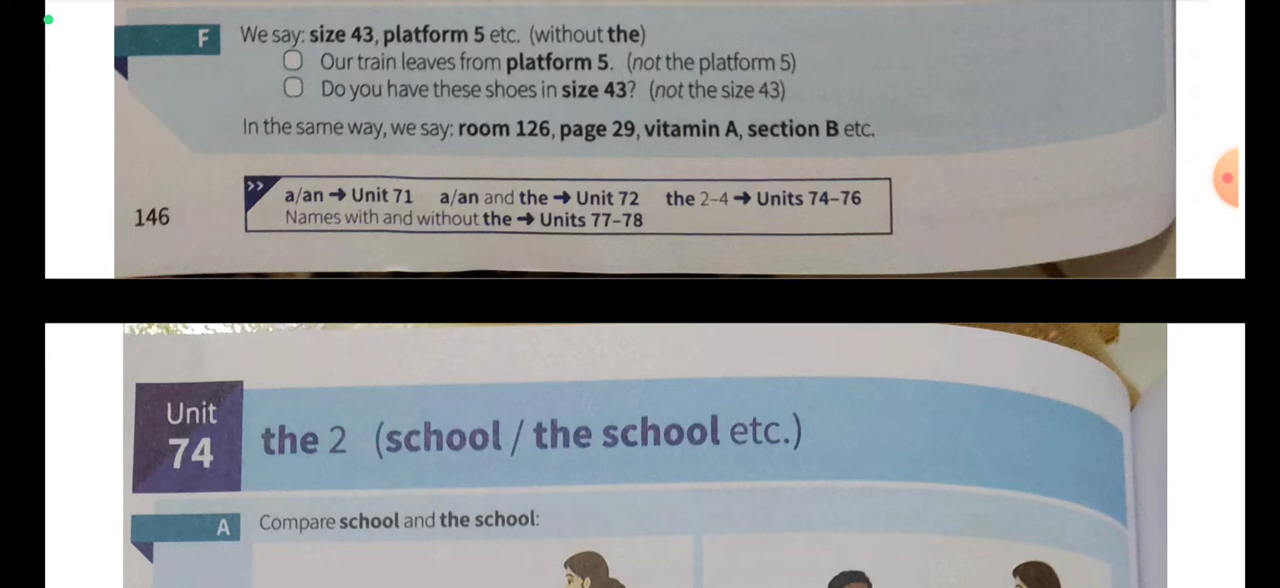 F We say: size 43, platform 5 etc. (without the)
Our train leaves from platform 5. (not the platform 5)
Do you have these shoes in size 43? (not the size 43)
In the same way, we say: room 126, page 29, vitamin A, section B etc.
>> a/an → Unit 71 a/an and the → Unit 72 the 2–4 → Units 74–76
Names with and without the → Units 77–78
146
Unit
74
the 2 (school / the school etc.)
A Compare school and the school: